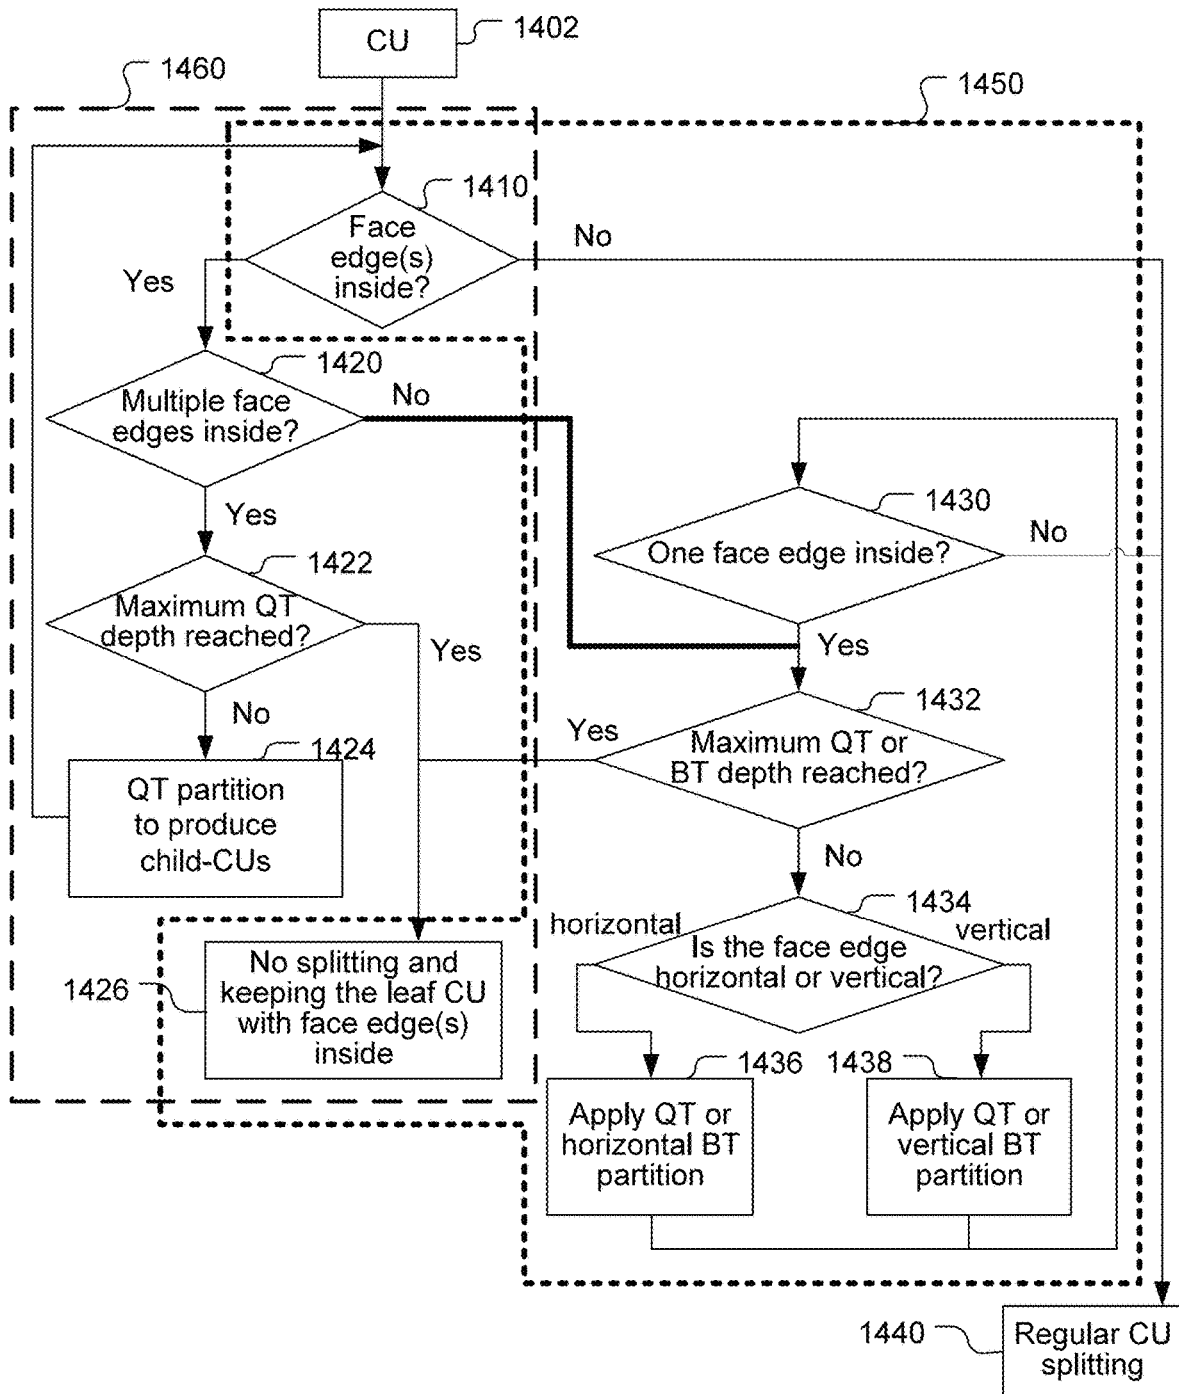 CU
1402
1460
1450
1410
Face
edge(s)
inside?
No
Yes
1420
Multiple face
edges inside?
No
1430
One face edge inside?
No
Yes
1422
Maximum QT
depth reached?
Yes
Yes
No
1432
Maximum QT or
BT depth reached?
Yes
1424
QT partition
to produce
child-CUs
No
1434
horizontal
vertical
Is the face edge
horizontal or vertical?
1426
No splitting and
keeping the leaf CU
with face edge(s)
inside
1436
Apply QT or
horizontal BT
partition
1438
Apply QT or
vertical BT
partition
1440
Regular CU
splitting